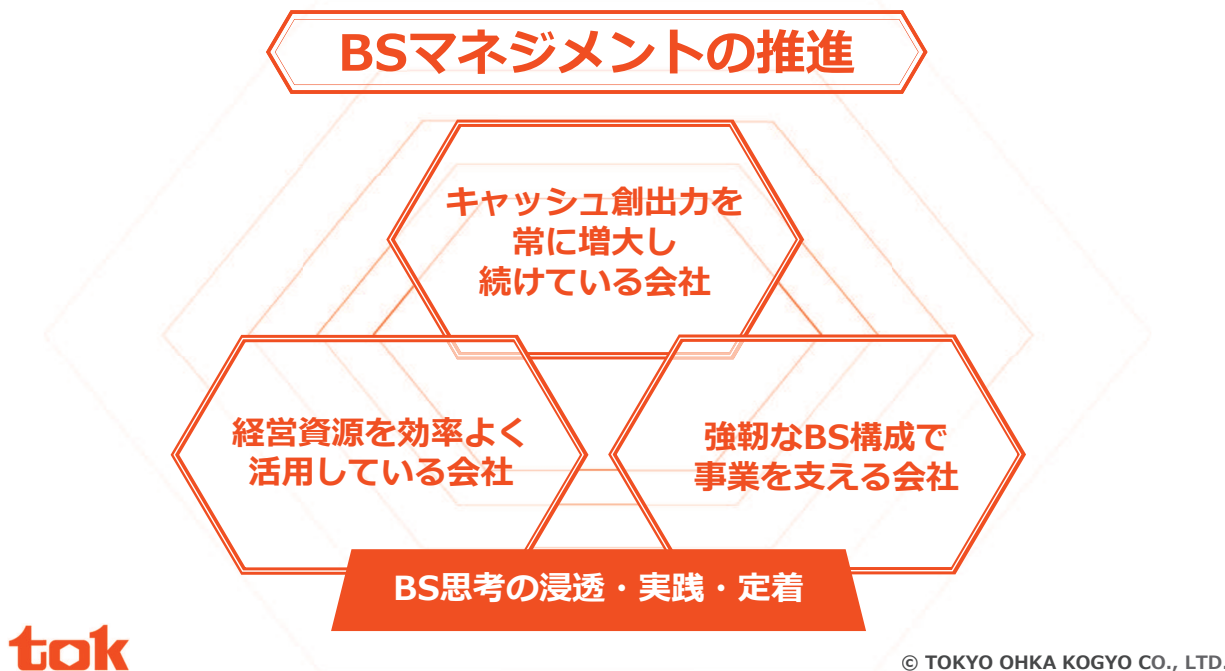 BSマネジメントの推進
キャッシュ創出力を
常に増大し
続けている会社
経営資源を効率よく
活用している会社
強靭なBS構成で
事業を支える会社
BS思考の浸透・実践・定着
tok
© TOKYO OHKA KOGYO CO., LTD.